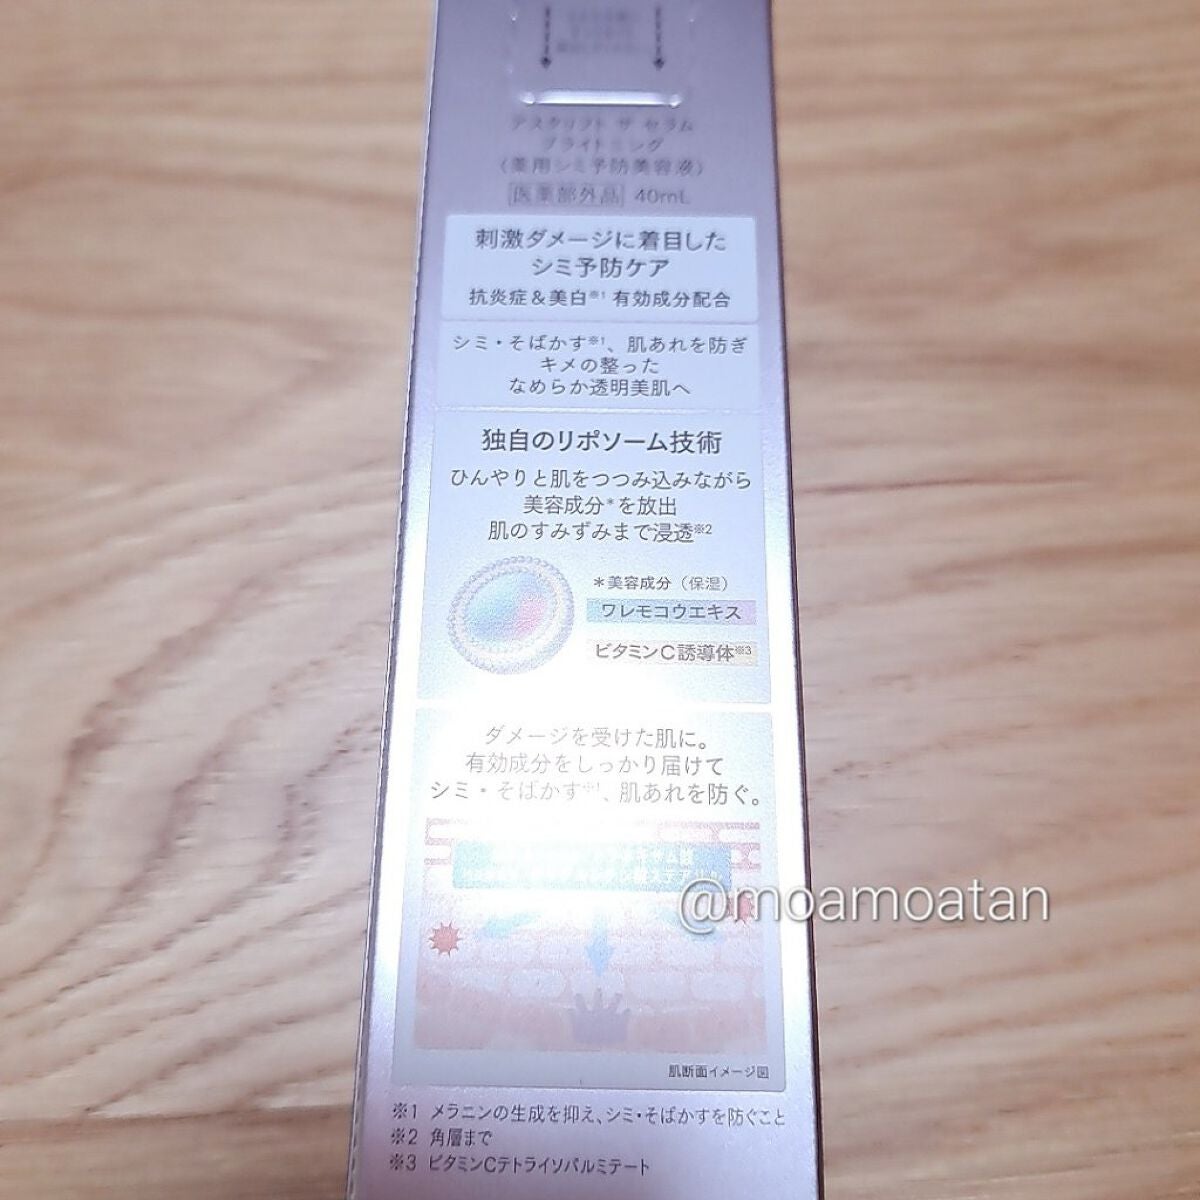 アスタリフト ザ セラム
ブライトニング
(薬用シミ予防美容液)
医薬部外品 40mL
刺激ダメージに着目した
シミ予防ケア
抗炎症＆美白※1 有効成分配合
シミ・そばかす※1、肌あれを防ぎ
キメの整った
なめらか透明美肌へ
独自のリポソーム技術
ひんやりと肌をつつみ込みながら
美容成分*を放出
肌のすみずみまで浸透※2
＊美容成分（保湿）
ワレモコウエキス
ビタミンC誘導体※3
ダメージを受けた肌に。
有効成分をしっかり届けて
シミ・そばかす※1、肌あれを防ぐ。
@moamoatan
肌断面イメージ図
※1 メラニンの生成を抑え、シミ・そばかすを防ぐこと
※2 角層まで
※3 ビタミンCテトライソパルミテート